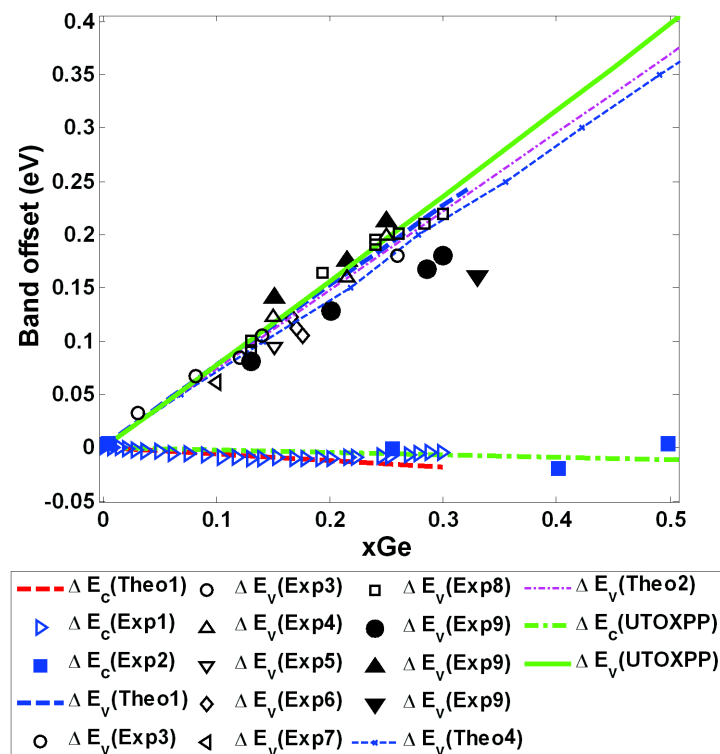 0.4
0.35
0.3
0.25
0.2
0.15
0.1
0.05
0
-0.05
Band offset (eV)
0 0.1 0.2 0.3 0.4 0.5
xGe
Δ Ec(Theo1) Δ Ev(Exp3) Δ Ev(Exp8) Δ Ev(Theo2)
Δ Ec(Exp1) Δ Ev(Exp4) Δ Ev(Exp9) Δ Ec(UTOXPP)
Δ Ec(Exp2) Δ Ev(Exp5) Δ Ev(Exp9) Δ Ev(UTOXPP)
Δ Ev(Theo1) Δ Ev(Exp6) Δ Ev(Exp9)
Δ Ev(Exp3) Δ Ev(Exp7) Δ Ev(Theo4)